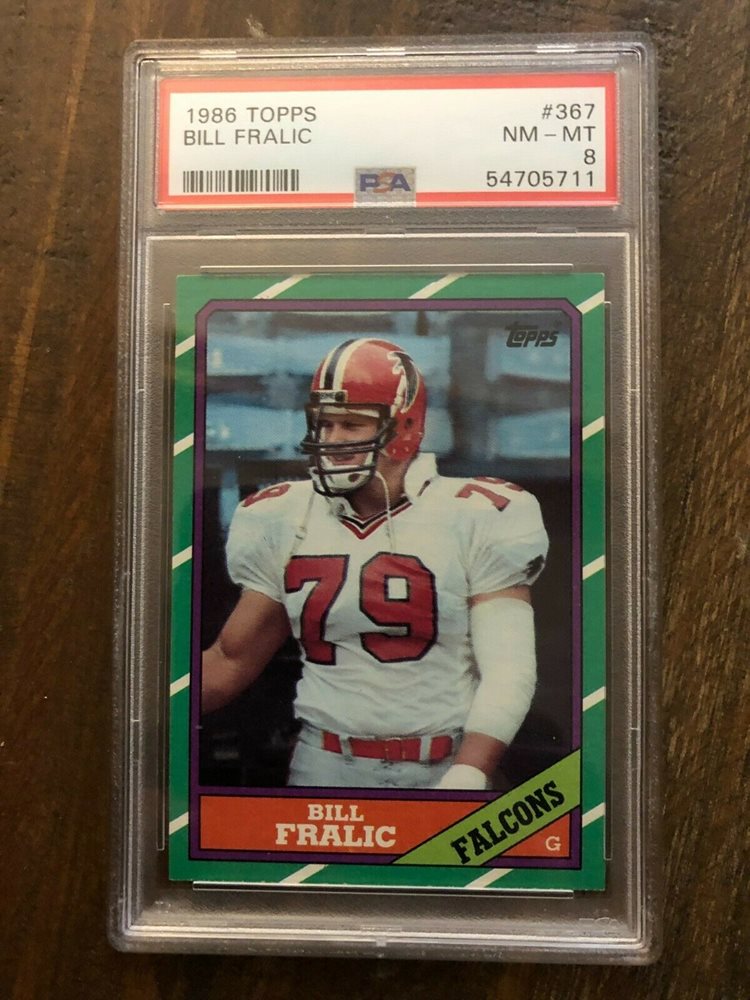 1986 TOPPS #367
BILL FRALIC NM - MT
8
PSA 54705711
TOPPS
79 79
79
BILL
FRALIC
FALCONS
G